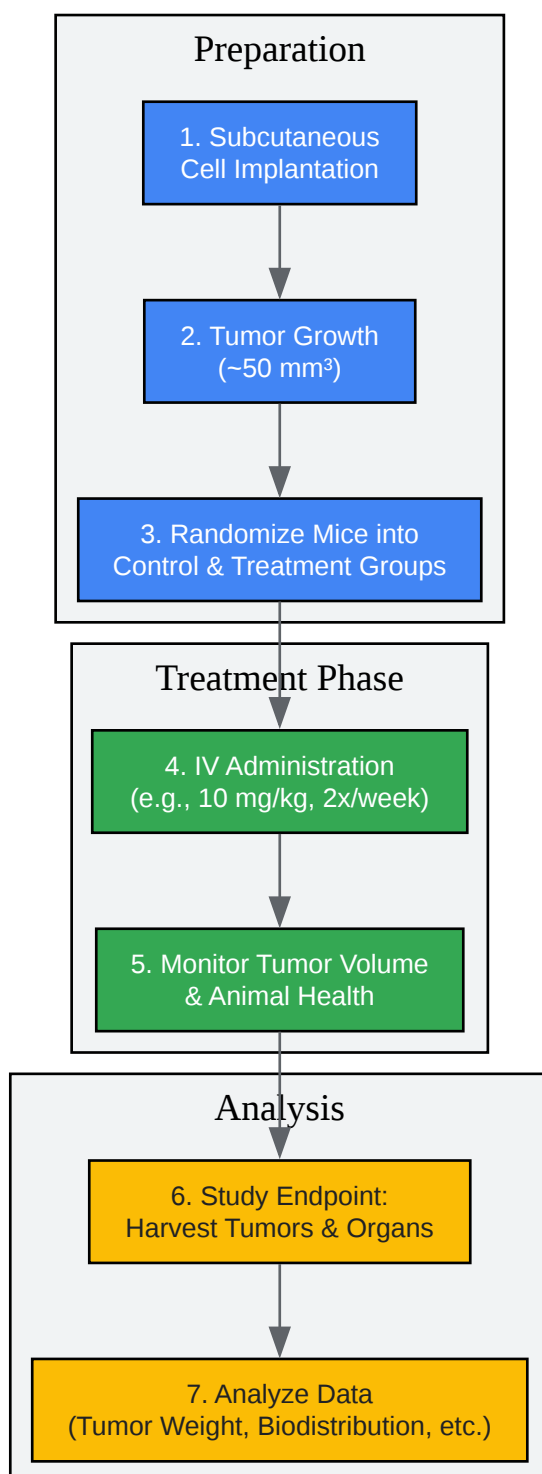 Preparation
1. Subcutaneous
Cell Implantation
2. Tumor Growth
(~50 mm³)
3. Randomize Mice into
Control & Treatment Groups
Treatment Phase
4. IV Administration
(e.g., 10 mg/kg, 2x/week)
5. Monitor Tumor Volume
& Animal Health
Analysis
6. Study Endpoint:
Harvest Tumors & Organs
7. Analyze Data
(Tumor Weight, Biodistribution, etc.)